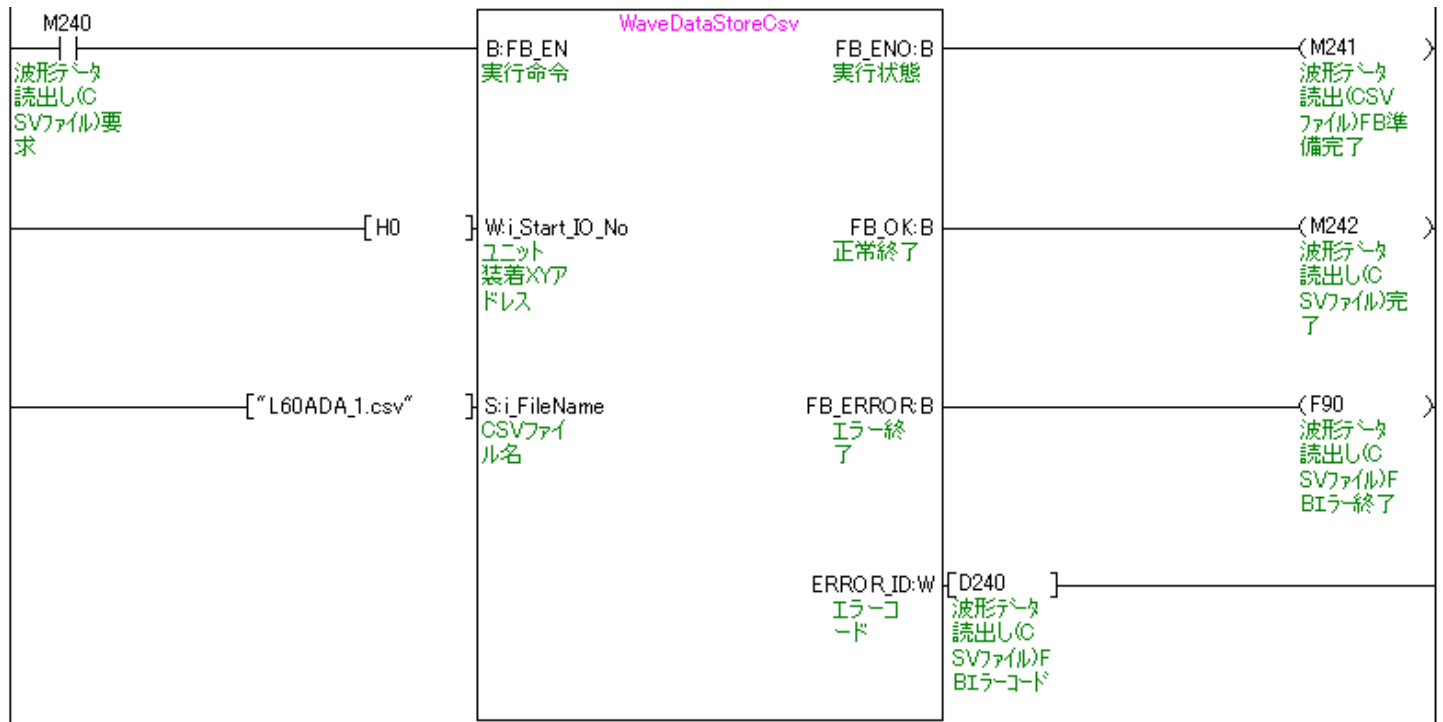 M240
WaveDataStoreCsv
B:FB_EN
FB_ENO:B
(M241 )
波形データ
読出し(C
SVファイル)要
求
実行命令
実行状態
波形データ
読出(CSV
ファイル)FB準
備完了
[H0 ]
W:i_Start_IO_No
FB_OK:B
(M242 )
ユニット
装着XYア
ドレス
正常終了
波形データ
読出し(C
SVファイル)完
了
["L60ADA_1.csv" ]
S:i_FileName
FB_ERROR:B
(F90 )
CSVファイ
ル名
エラー終
了
波形データ
読出し(C
SVファイル)F
Bエラー終了
ERROR_ID:W
[D240 ]
エラーコ
ード
波形データ
読出し(C
SVファイル)F
Bエラーコード